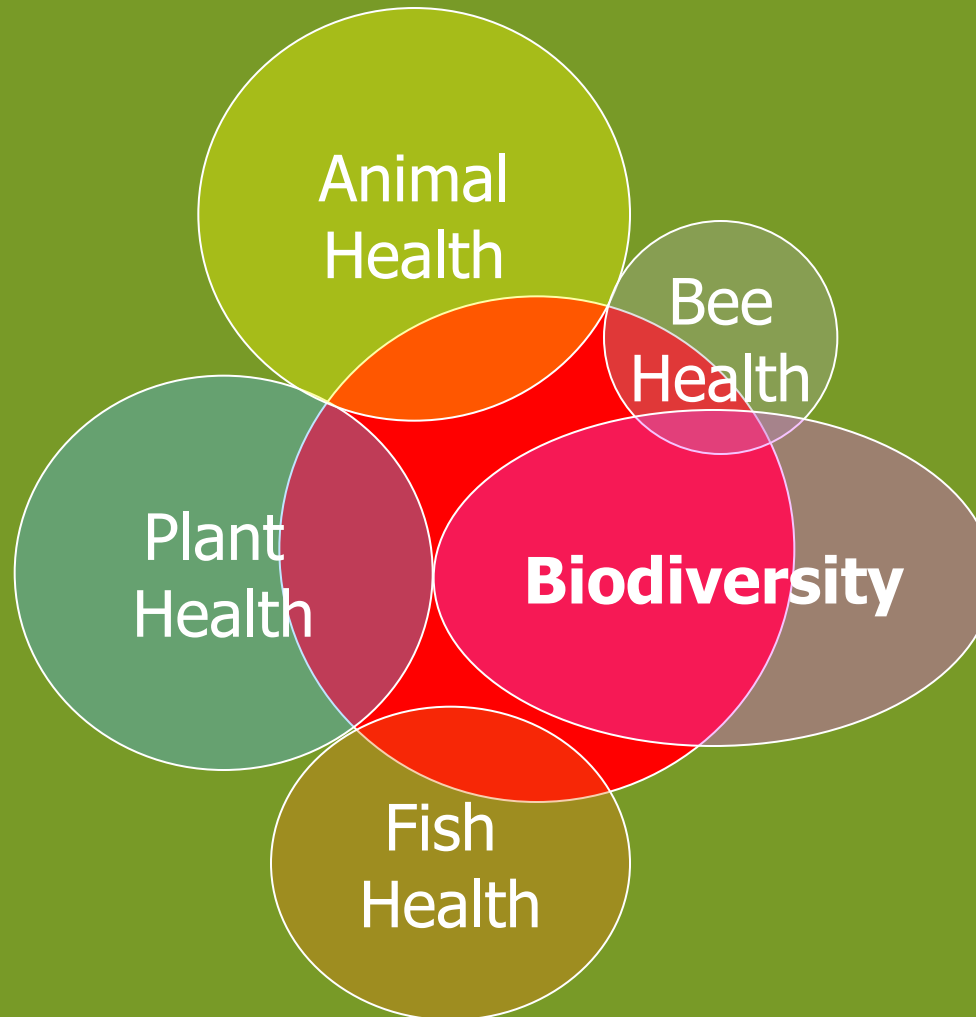 Animal
Health
Bee
Health
Plant
Health
Biodiversity
Fish
Health